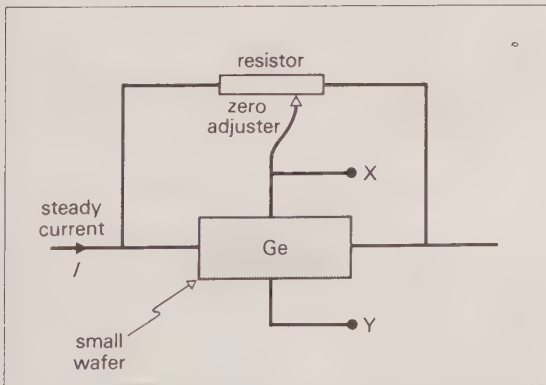 resistor
zero
adjuster
X
steady
current
I
Ge
Y
small
wafer